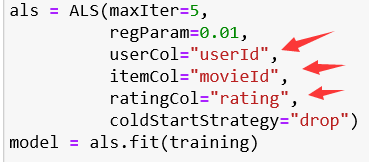 als = ALS(maxIter=5,
regParam=0.01,
userCol="userId",
itemCol="movieId",
ratingCol="rating",
coldStartStrategy="drop")
model = als.fit(training)